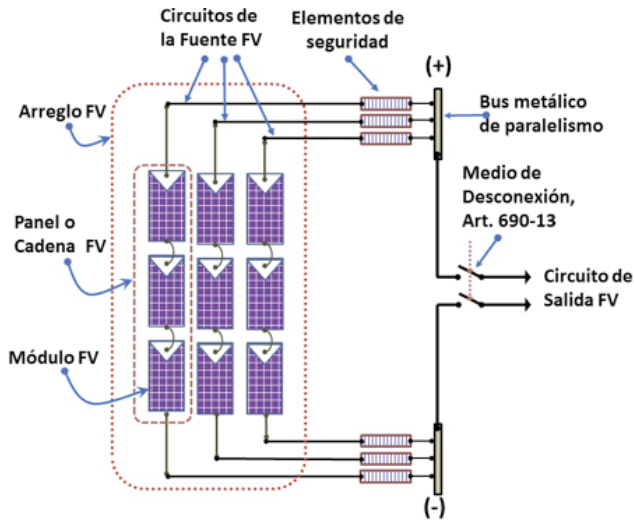 Circuitos de
la Fuente FV
Elementos de
seguridad
(+)
Arreglo FV
Bus metálico
de paralelismo
Medio de
Desconexión,
Art. 690-13
Panel o
Cadena FV
Circuito de
Salida FV
Módulo FV
(-)